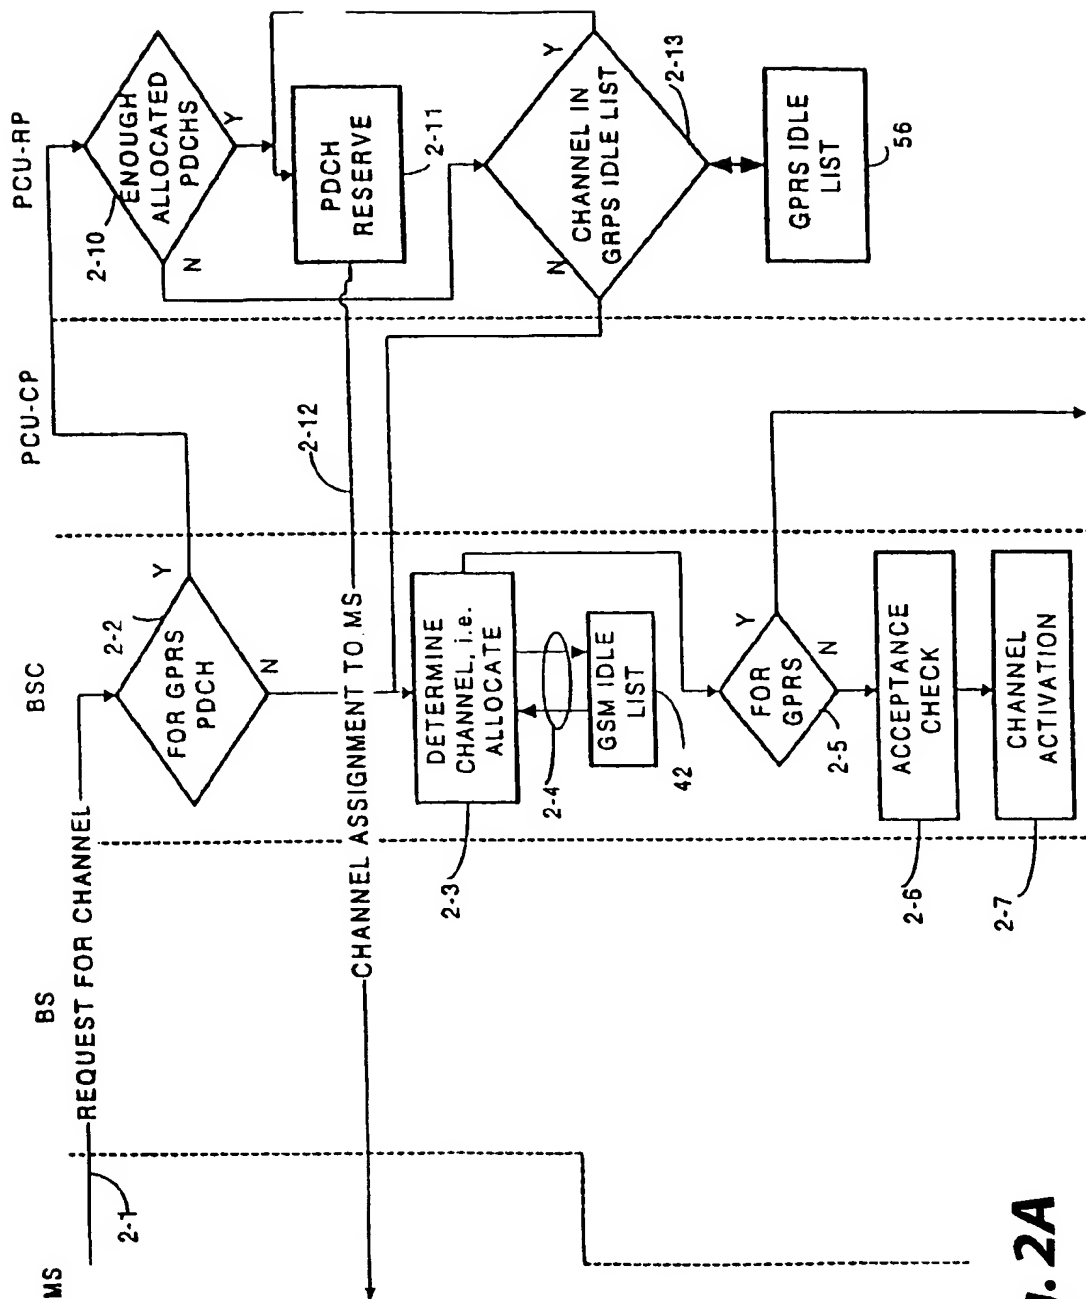 MS
BS
BSC
PCU-CP
PCU-RP
2-1
REQUEST FOR CHANNEL
FOR GPRS
PDCH
2-2
Y
N
2-10
ENOUGH
ALLOCATED
PDCHS
Y
N
PDCH
RESERVE
2-11
2-12
CHANNEL ASSIGNMENT TO MS
CHANNEL IN
GRPS IDLE LIST
Y
N
2-13
GPRS IDLE
LIST
56
DETERMINE
CHANNEL, i.e.
ALLOCATE
2-3
2-4
GSM IDLE
LIST
42
FOR
GPRS
Y
N
2-5
ACCEPTANCE
CHECK
2-6
CHANNEL
ACTIVATION
2-7
2A